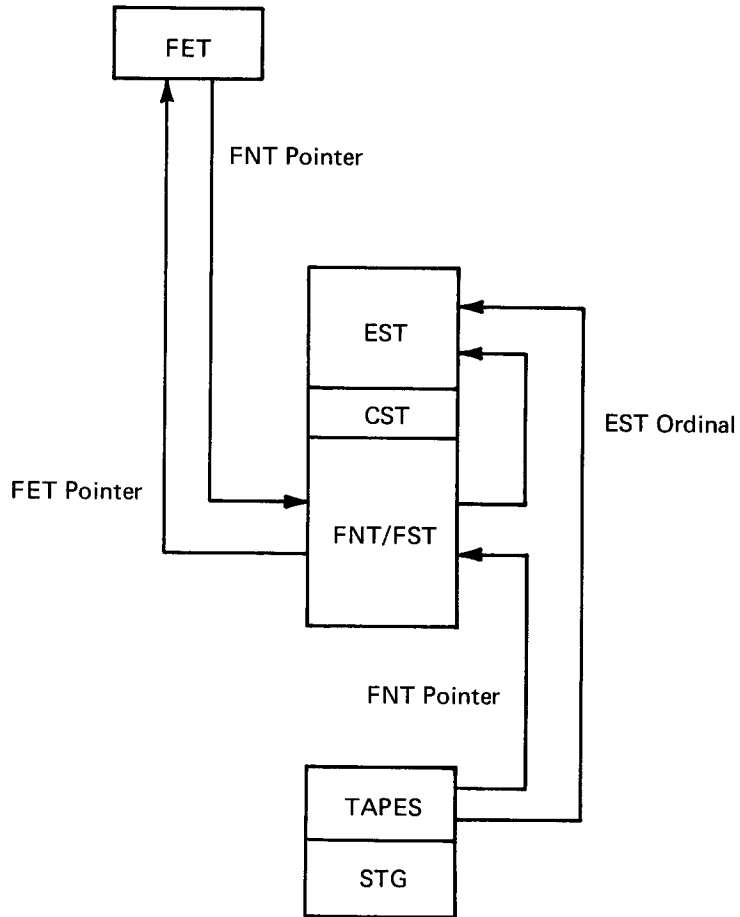 FET
FNT Pointer
EST
CST
EST Ordinal
FET Pointer
FNT/FST
FNT Pointer
TAPES
STG